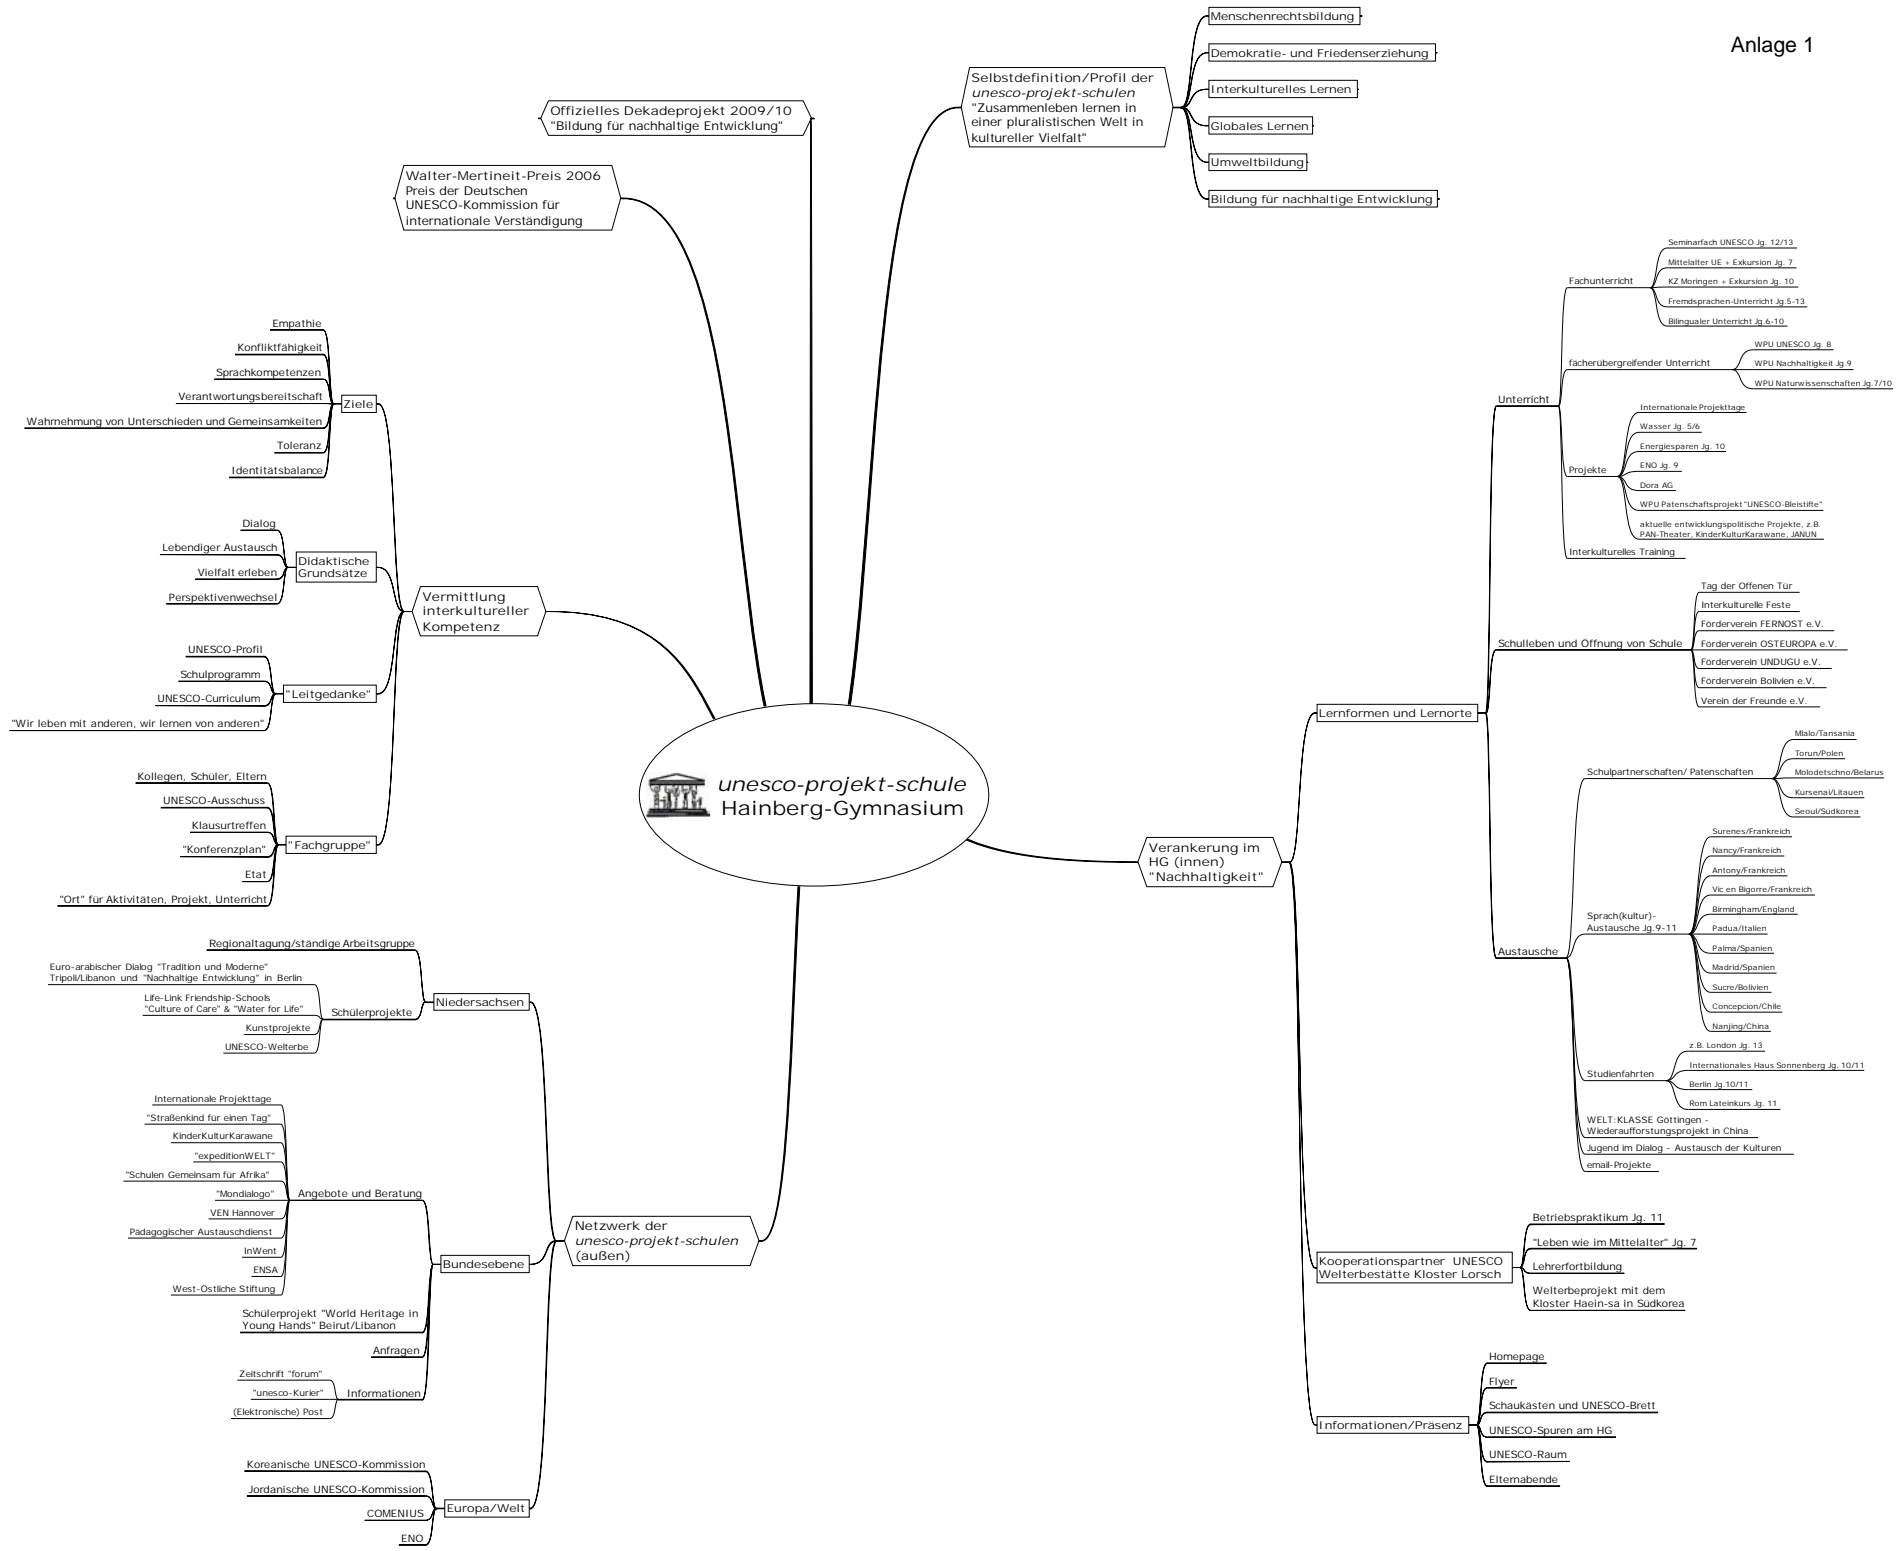 Anlage 1
unesco-projekt-schule
Hainberg-Gymnasium
Offizielles Dekadeprojekt 2009/10
"Bildung für nachhaltige Entwicklung"
Walter-Mertineit-Preis 2006
Preis der Deutschen
UNESCO-Kommission für
internationale Verständigung
Selbstdefinition/Profil der
unesco-projekt-schulen
"Zusammenleben lernen in
einer pluralistischen Welt in
kultureller Vielfalt"
Menschenrechtsbildung
Demokratie- und Friedenserziehung
Interkulturelles Lernen
Globales Lernen
Umweltbildung
Bildung für nachhaltige Entwicklung
Vermittlung
interkultureller
Kompetenz
Ziele
Empathie
Konfliktfähigkeit
Sprachkompetenzen
Verantwortungsbereitschaft
Wahrnehmung von Unterschieden und Gemeinsamkeiten
Toleranz
Identitätsbalance
Didaktische
Grundsätze
Dialog
Lebendiger Austausch
Vielfalt erleben
Perspektivenwechsel
"Leitgedanke"
UNESCO-Profil
Schulprogramm
UNESCO-Curriculum
"Wir leben mit anderen, wir lernen von anderen"
"Fachgruppe"
Kollegen, Schüler, Eltern
UNESCO-Ausschuss
Klausurtreffen
"Konferenzplan"
Etat
"Ort" für Aktivitäten, Projekt, Unterricht
Netzwerk der
unesco-projekt-schulen
(außen)
Niedersachsen
Regionaltagung/ständige Arbeitsgruppe
Schülerprojekte
Euro-arabischer Dialog "Tradition und Moderne"
Tripoli/Libanon und "Nachhaltige Entwicklung" in Berlin
Life-Link Friendship-Schools
"Culture of Care" & "Water for Life"
Kunstprojekte
UNESCO-Welterbe
Bundesebene
Angebote und Beratung
Internationale Projekttage
"Straßenkind für einen Tag"
KinderKulturKarawane
"expeditionWELT"
"Schulen Gemeinsam für Afrika"
"Mondialogo"
VEN Hannover
Pädagogischer Austauschdienst
InWent
ENSA
West-Östliche Stiftung
Schülerprojekt "World Heritage in
Young Hands" Beirut/Libanon
Anfragen
Informationen
Zeitschrift "forum"
"unesco-Kurier"
(Elektronische) Post
Europa/Welt
Koreanische UNESCO-Kommission
Jordanische UNESCO-Kommission
COMENIUS
ENO
Verankerung im
HG (innen)
"Nachhaltigkeit"
Lernformen und Lernorte
Unterricht
Fachunterricht
Seminarfach UNESCO Jg. 12/13
Mittelalter UE + Exkursion Jg. 7
KZ Moringen + Exkursion Jg. 10
Fremdsprachen-Unterricht Jg.5-13
Bilingualer Unterricht Jg.6-10
fächerübergreifender Unterricht
WPU UNESCO Jg. 8
WPU Nachhaltigkeit Jg.9
WPU Naturwissenschaften Jg.7/10
Projekte
Internationale Projekttage
Wasser Jg. 5/6
Energiesparen Jg. 10
ENO Jg. 9
Dora AG
WPU Patenschaftsprojekt "UNESCO-Bleistifte"
aktuelle entwicklungspolitische Projekte, z.B.
PAN-Theater, KinderKulturKarawane, JANUN
Interkulturelles Training
Schulleben und Öffnung von Schule
Tag der Offenen Tür
Interkulturelle Feste
Förderverein FERNOST e.V.
Förderverein OSTEUROPA e.V.
Förderverein UNDUGU e.V.
Förderverein Bolivien e.V.
Verein der Freunde e.V.
Austausche
Schulpartnerschaften/ Patenschaften
Mlalo/Tansania
Torun/Polen
Molodetschno/Belarus
Kursenai/Litauen
Seoul/Südkorea
Sprach(kultur)-
Austausche Jg.9-11
Surenes/Frankreich
Nancy/Frankreich
Antony/Frankreich
Vic en Bigorre/Frankreich
Birmingham/England
Padua/Italien
Palma/Spanien
Madrid/Spanien
Sucre/Bolivien
Concepcion/Chile
Nanjing/China
Studienfahrten
z.B. London Jg. 13
Internationales Haus Sonnenberg Jg. 10/11
Berlin Jg.10/11
Rom Lateinkurs Jg. 11
WELT:KLASSE Göttingen -
Wiederaufforstungsprojekt in China
Jugend im Dialog - Austausch der Kulturen
email-Projekte
Kooperationspartner UNESCO
Welterbestätte Kloster Lorsch
Betriebspraktikum Jg. 11
"Leben wie im Mittelalter" Jg. 7
Lehrerfortbildung
Welterbeprojekt mit dem
Kloster Haein-sa in Südkorea
Informationen/Präsenz
Homepage
Flyer
Schaukästen und UNESCO-Brett
UNESCO-Spuren am HG
UNESCO-Raum
Elternabende